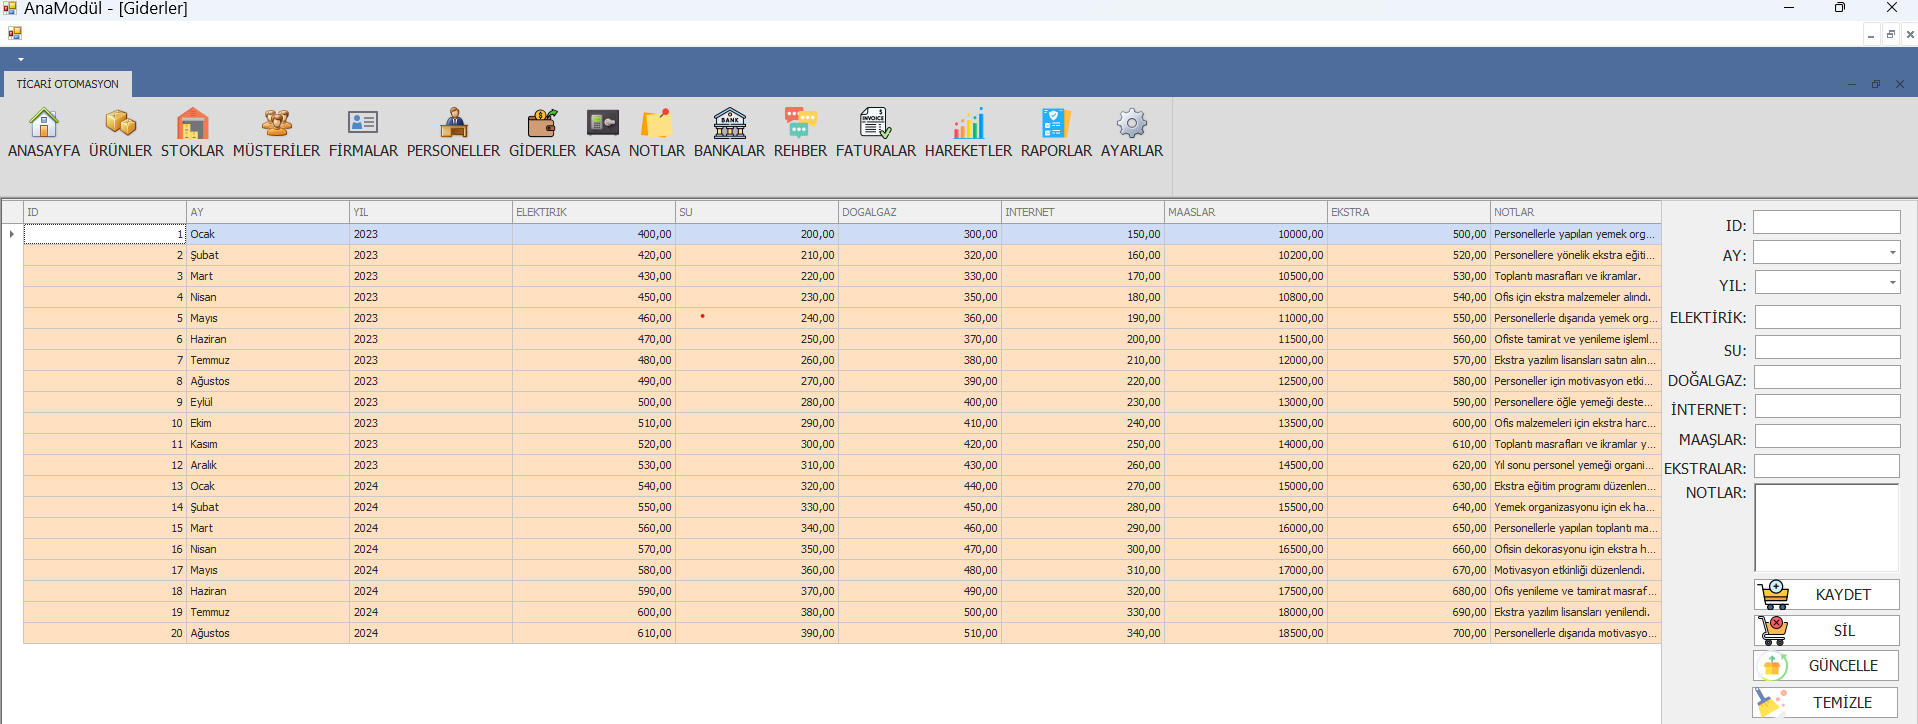 AnaModül - [Giderler]
TİCARİ OTOMASYON
ANASAYFA ÜRÜNLER STOKLAR MÜSTERİLER FİRMALAR PERSONELLER GİDERLER KASA NOTLAR BANKALAR REHBER FATURALAR HAREKETLER RAPORLAR AYARLAR
ID AY YIL ELEKTIRIK SU DOGALGAZ INTERNET MAASLAR EKSTRA NOTLAR
1 Ocak 2023 400,00 200,00 300,00 150,00 10000,00 500,00 Personellerle yapılan yemek org...
2 Şubat 2023 420,00 210,00 320,00 160,00 10200,00 520,00 Personellere yönelik ekstra eğiti...
3 Mart 2023 430,00 220,00 330,00 170,00 10500,00 530,00 Toplantı masrafları ve ikramlar.
4 Nisan 2023 450,00 230,00 350,00 180,00 10800,00 540,00 Ofis için ekstra malzemeler alındı.
5 Mayıs 2023 460,00 240,00 360,00 190,00 11000,00 550,00 Personellerle dışarıda yemek org...
6 Haziran 2023 470,00 250,00 370,00 200,00 11500,00 560,00 Ofiste tamirat ve yenileme işleml...
7 Temmuz 2023 480,00 260,00 380,00 210,00 12000,00 570,00 Ekstra yazılım lisansları satın alın...
8 Ağustos 2023 490,00 270,00 390,00 220,00 12500,00 580,00 Personeller için motivasyon etki...
9 Eylül 2023 500,00 280,00 400,00 230,00 13000,00 590,00 Personellere öğle yemeği deste...
10 Ekim 2023 510,00 290,00 410,00 240,00 13500,00 600,00 Ofis malzemeleri için ekstra harc...
11 Kasım 2023 520,00 300,00 420,00 250,00 14000,00 610,00 Toplantı masrafları ve ikramlar y...
12 Aralık 2023 530,00 310,00 430,00 260,00 14500,00 620,00 Yıl sonu personel yemeği organi...
13 Ocak 2024 540,00 320,00 440,00 270,00 15000,00 630,00 Ekstra eğitim programı düzenlen...
14 Şubat 2024 550,00 330,00 450,00 280,00 15500,00 640,00 Yemek organizasyonu için ek ha...
15 Mart 2024 560,00 340,00 460,00 290,00 16000,00 650,00 Personellerle yapılan toplantı ma...
16 Nisan 2024 570,00 350,00 470,00 300,00 16500,00 660,00 Ofisin dekorasyonu için ekstra h...
17 Mayıs 2024 580,00 360,00 480,00 310,00 17000,00 670,00 Motivasyon etkinliği düzenlendi.
18 Haziran 2024 590,00 370,00 490,00 320,00 17500,00 680,00 Ofis yenileme ve tamirat masraf...
19 Temmuz 2024 600,00 380,00 500,00 330,00 18000,00 690,00 Ekstra yazılım lisansları yenilendi.
20 Ağustos 2024 610,00 390,00 510,00 340,00 18500,00 700,00 Personellerle dışarıda motivasyo...
ID:
AY:
YIL:
ELEKTİRİK:
SU:
DOĞALGAZ:
İNTERNET:
MAAŞLAR:
EKSTRALAR:
NOTLAR:
KAYDET
SİL
GÜNCELLE
TEMİZLE
BANK
INVOICE